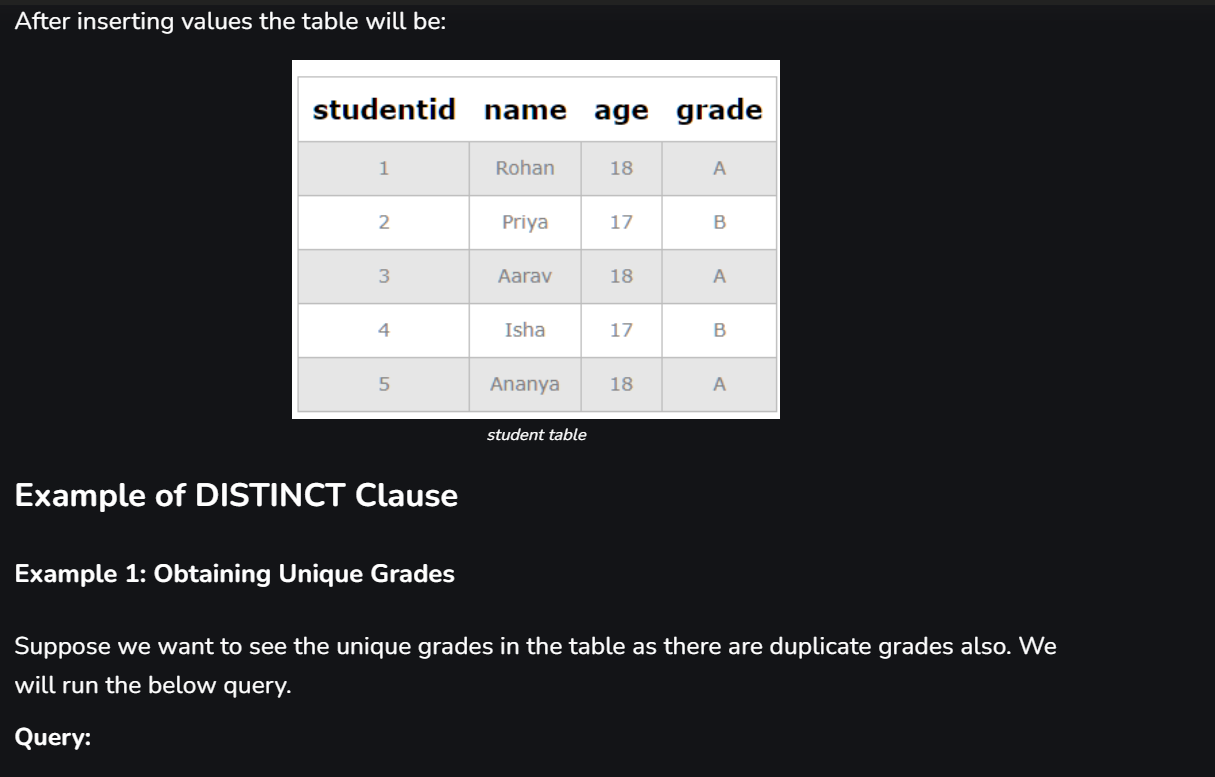 After inserting values the table will be:
studentid name age grade
1 Rohan 18 A
2 Priya 17 B
3 Aarav 18 A
4 Isha 17 B
5 Ananya 18 A
student table
Example of DISTINCT Clause
Example 1: Obtaining Unique Grades
Suppose we want to see the unique grades in the table as there are duplicate grades also. We
will run the below query.
Query: